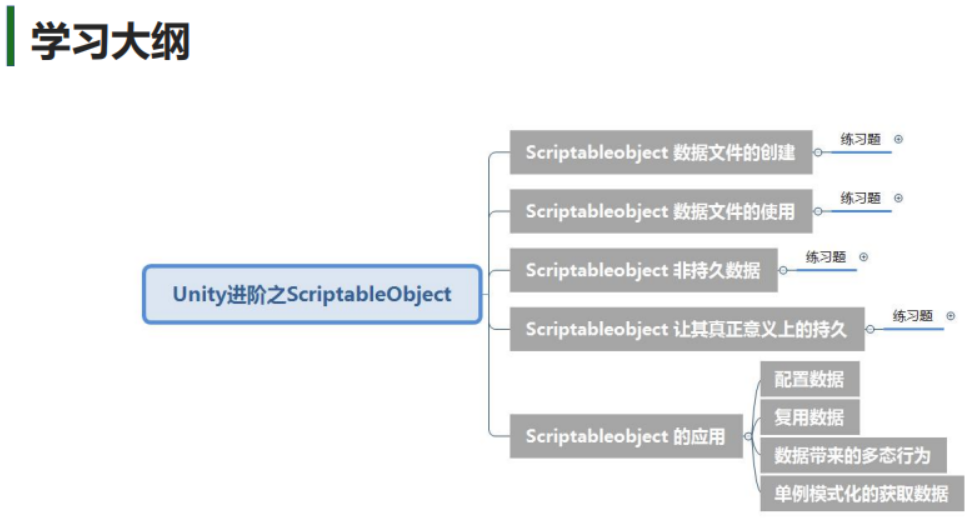 学习大纲
Unity进阶之ScriptableObject
Scriptableobject 数据文件的创建
练习题
Scriptableobject 数据文件的使用
练习题
Scriptableobject 非持久数据
练习题
Scriptableobject 让其真正意义上的持久
练习题
Scriptableobject 的应用
配置数据
复用数据
数据带来的多态行为
单例模式化的获取数据